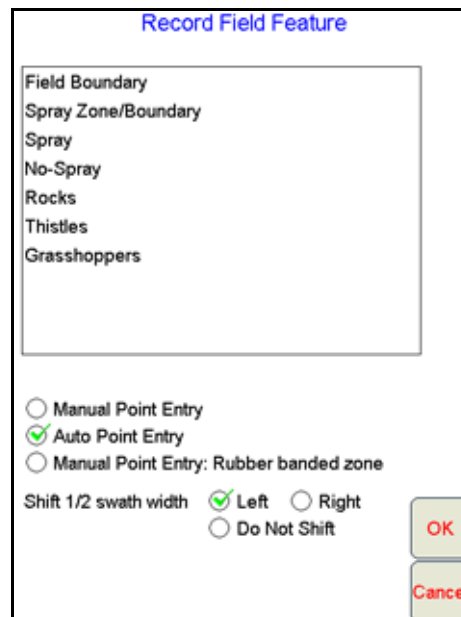 Record Field Feature
Field Boundary
Spray Zone/Boundary
Spray
No-Spray
Rocks
Thistles
Grasshoppers
Manual Point Entry
Auto Point Entry
Manual Point Entry: Rubber banded zone
Shift 1/2 swath width Left Right
Do Not Shift
OK
Cance